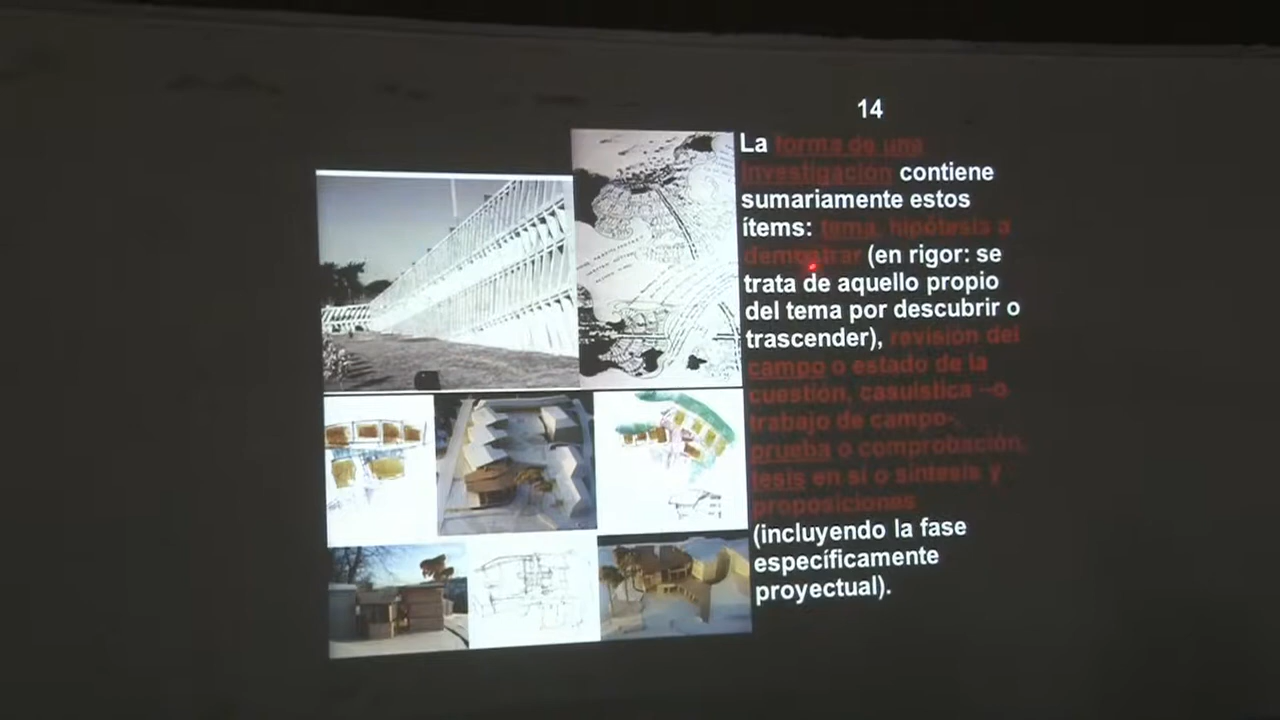 14
La forma de una
investigación contiene
sumariamente estos
ítems: tema, hipótesis a
demostrar (en rigor: se
trata de aquello propio
del tema por descubrir o
trascender), revisión del
campo o estado de la
cuestión, casuística –o
trabajo de campo-,
prueba o comprobación,
tesis en sí o síntesis y
proposiciones
(incluyendo la fase
específicamente
proyectual).